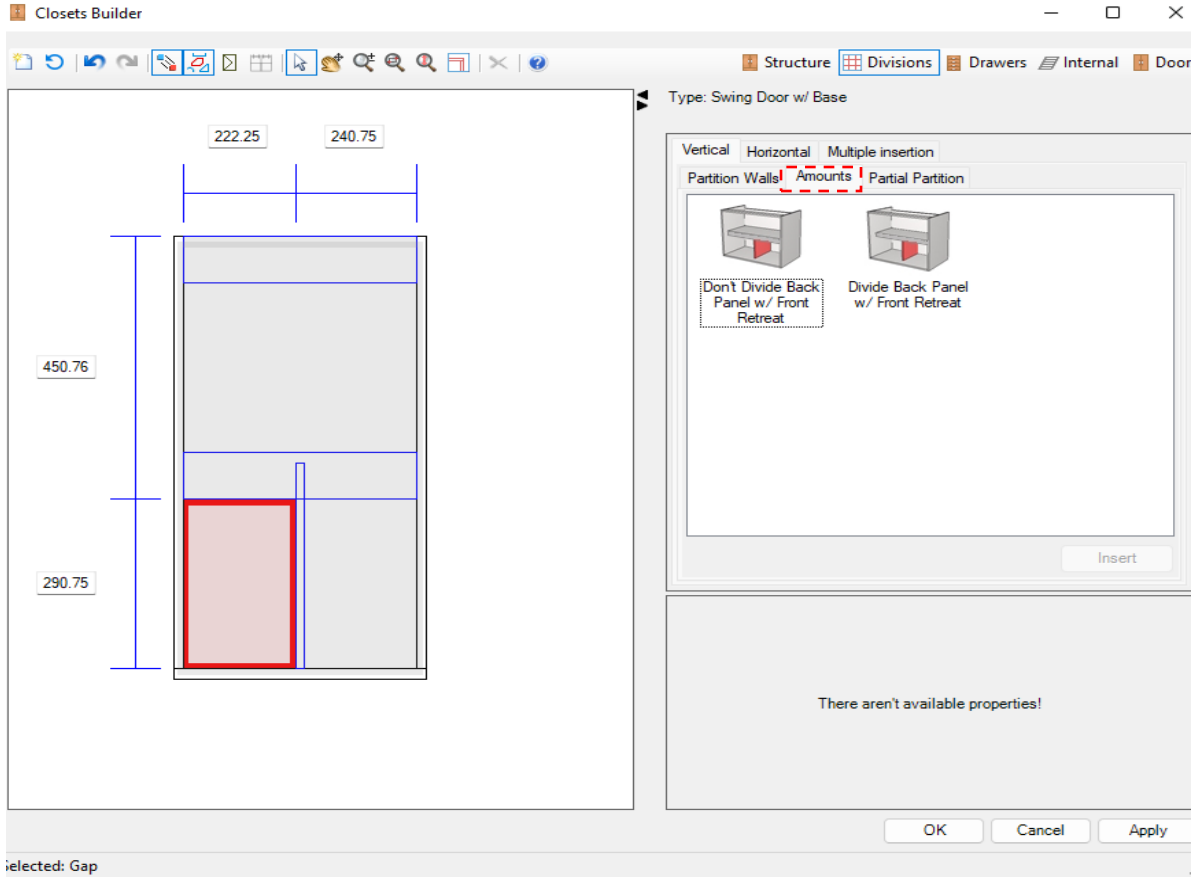 Closets Builder
Structure Divisions Drawers Internal Door
Type: Swing Door w/ Base
222.25 240.75
Vertical Horizontal Multiple insertion
Partition Walls Amounts Partial Partition
Don't Divide Back
Panel w/ Front
Retreat
Divide Back Panel
w/ Front Retreat
450.76
Insert
290.75
There aren't available properties!
OK Cancel Apply
Selected: Gap